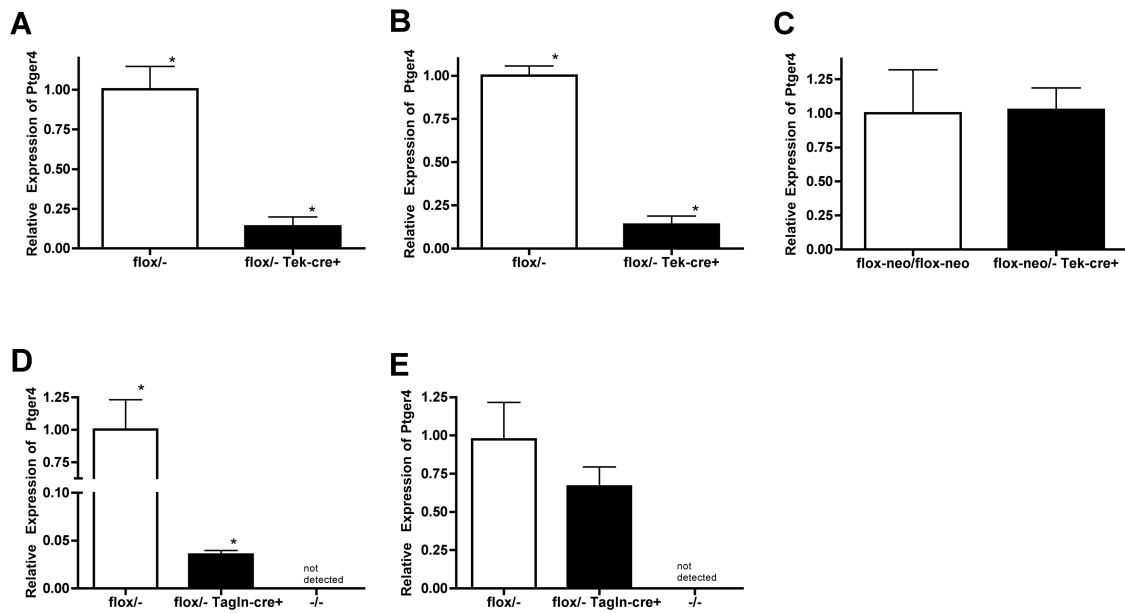 A
Relative Expression of Ptger4
1.00
0.75
0.50
0.25
0.00
*
*
flox/-
flox/- Tek-cre+
B
Relative Expression of Ptger4
1.00
0.75
0.50
0.25
0.00
*
*
flox/-
flox/- Tek-cre+
C
Relative Expression of Ptger4
1.25
1.00
0.75
0.50
0.25
0.00
flox-neo/flox-neo
flox-neo/- Tek-cre+
D
Relative Expression of Ptger4
1.25
1.00
0.75
0.10
0.05
0.00
*
*
not
detected
flox/-
flox/- Tagln-cre+
-/-
E
Relative Expression of Ptger4
1.25
1.00
0.75
0.50
0.25
0.00
not
detected
flox/-
flox/- Tagln-cre+
-/-